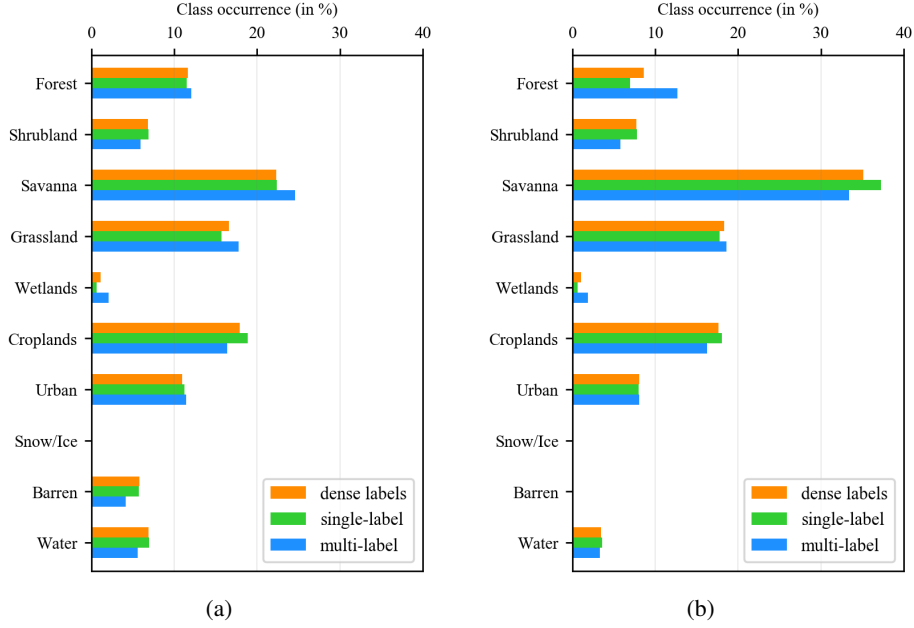 Class occurrence (in %)
0 10 20 30 40
Forest
Shrubland
Savanna
Grassland
Wetlands
Croplands
Urban
Snow/Ice
Barren
Water
dense labels
single-label
multi-label
(a)
Class occurrence (in %)
0 10 20 30 40
Forest
Shrubland
Savanna
Grassland
Wetlands
Croplands
Urban
Snow/Ice
Barren
Water
dense labels
single-label
multi-label
(b)